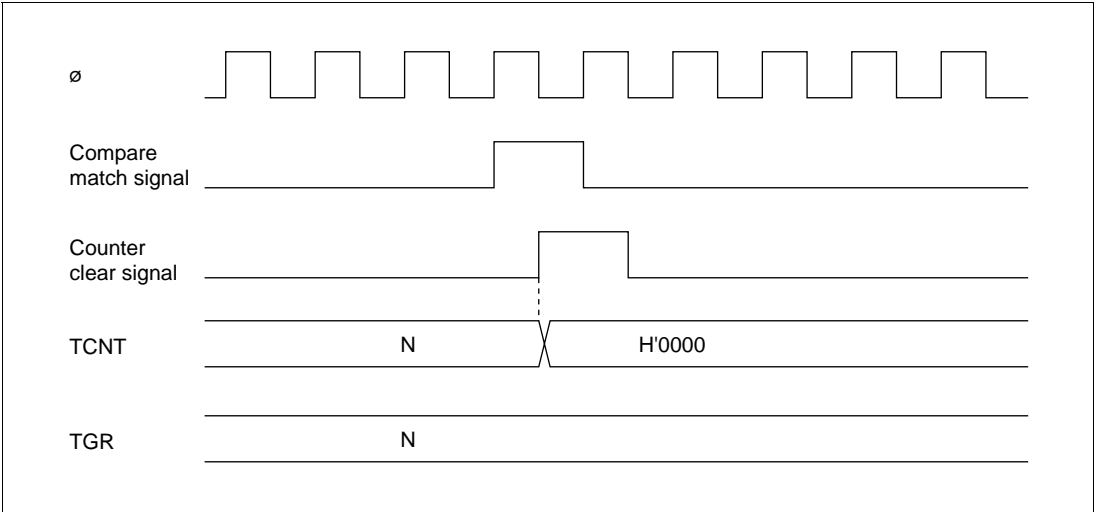 ø
Compare
match signal
Counter
clear signal
TCNT
N
H'0000
TGR
N